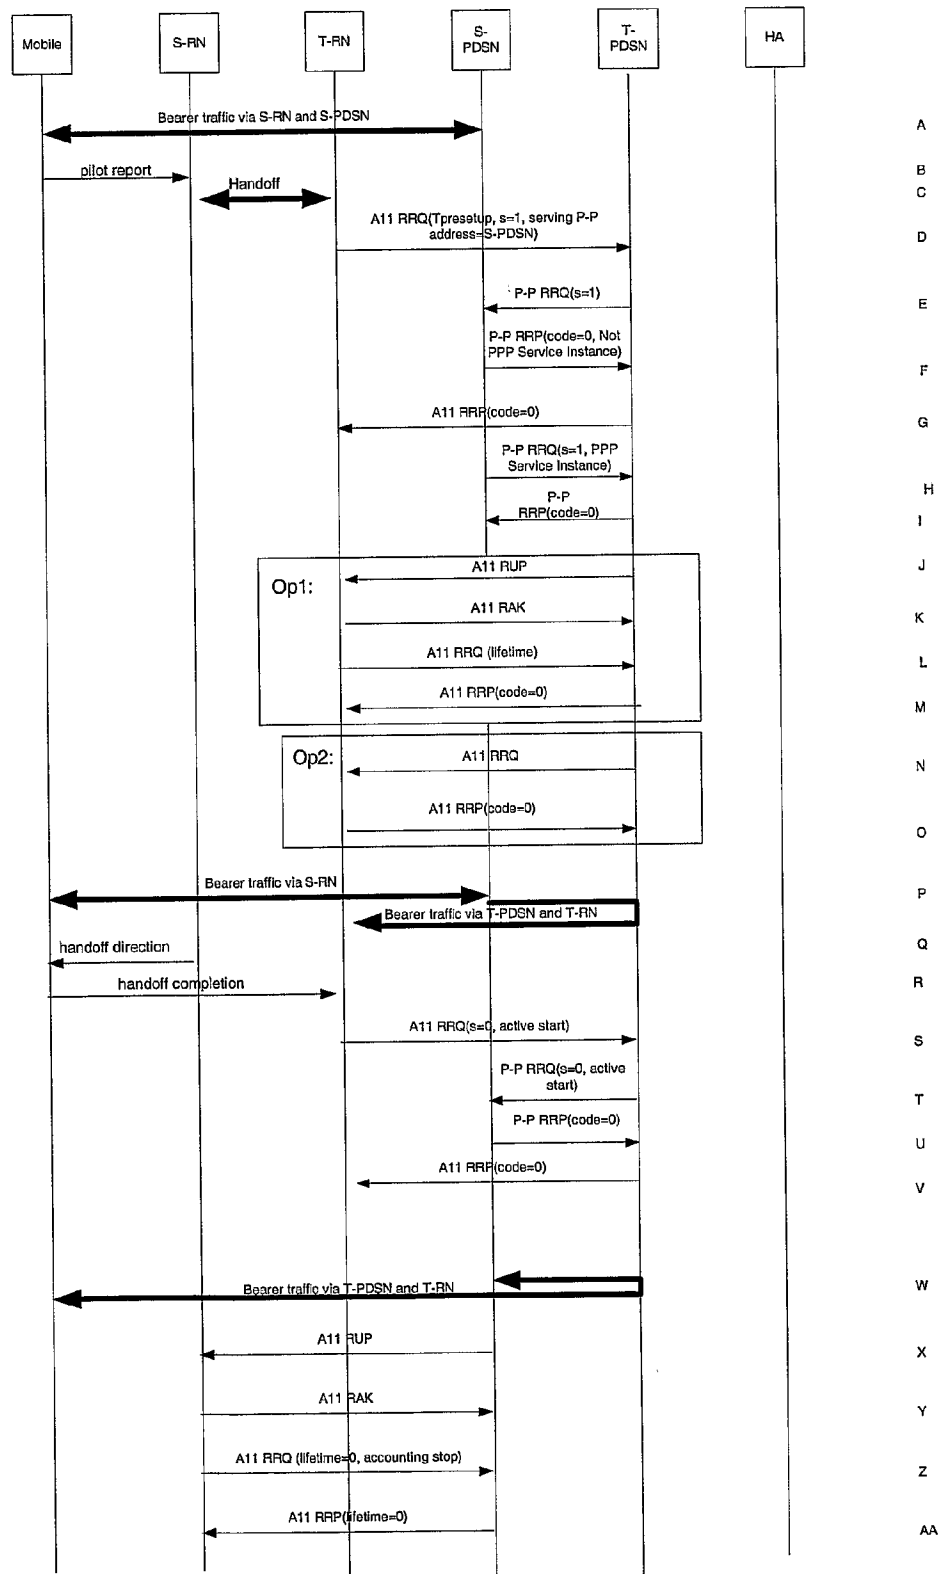 Mobile
S-RN
T-RN
S-
PDSN
T-
PDSN
HA
Bearer traffic via S-RN and S-PDSN
A
pilot report
B
Handoff
C
A11 RRQ(Tpresetup, s=1, serving P-P
address=S-PDSN)
D
P-P RRQ(s=1)
E
P-P RRP(code=0, Not
PPP Service Instance)
F
A11 RRP(code=0)
G
P-P RRQ(s=1, PPP
Service Instance)
H
P-P
RRP(code=0)
I
Op1:
A11 RUP
J
A11 RAK
K
A11 RRQ (lifetime)
L
A11 RRP(code=0)
M
Op2:
A11 RRQ
N
A11 RRP(code=0)
O
Bearer traffic via S-RN
P
Bearer traffic via T-PDSN and T-RN
handoff direction
Q
handoff completion
R
A11 RRQ(s=0, active start)
S
P-P RRQ(s=0, active
start)
T
P-P RRP(code=0)
U
A11 RRP(code=0)
V
Bearer traffic via T-PDSN and T-RN
W
A11 RUP
X
A11 RAK
Y
A11 RRQ (lifetime=0, accounting stop)
Z
A11 RRP(lifetime=0)
AA